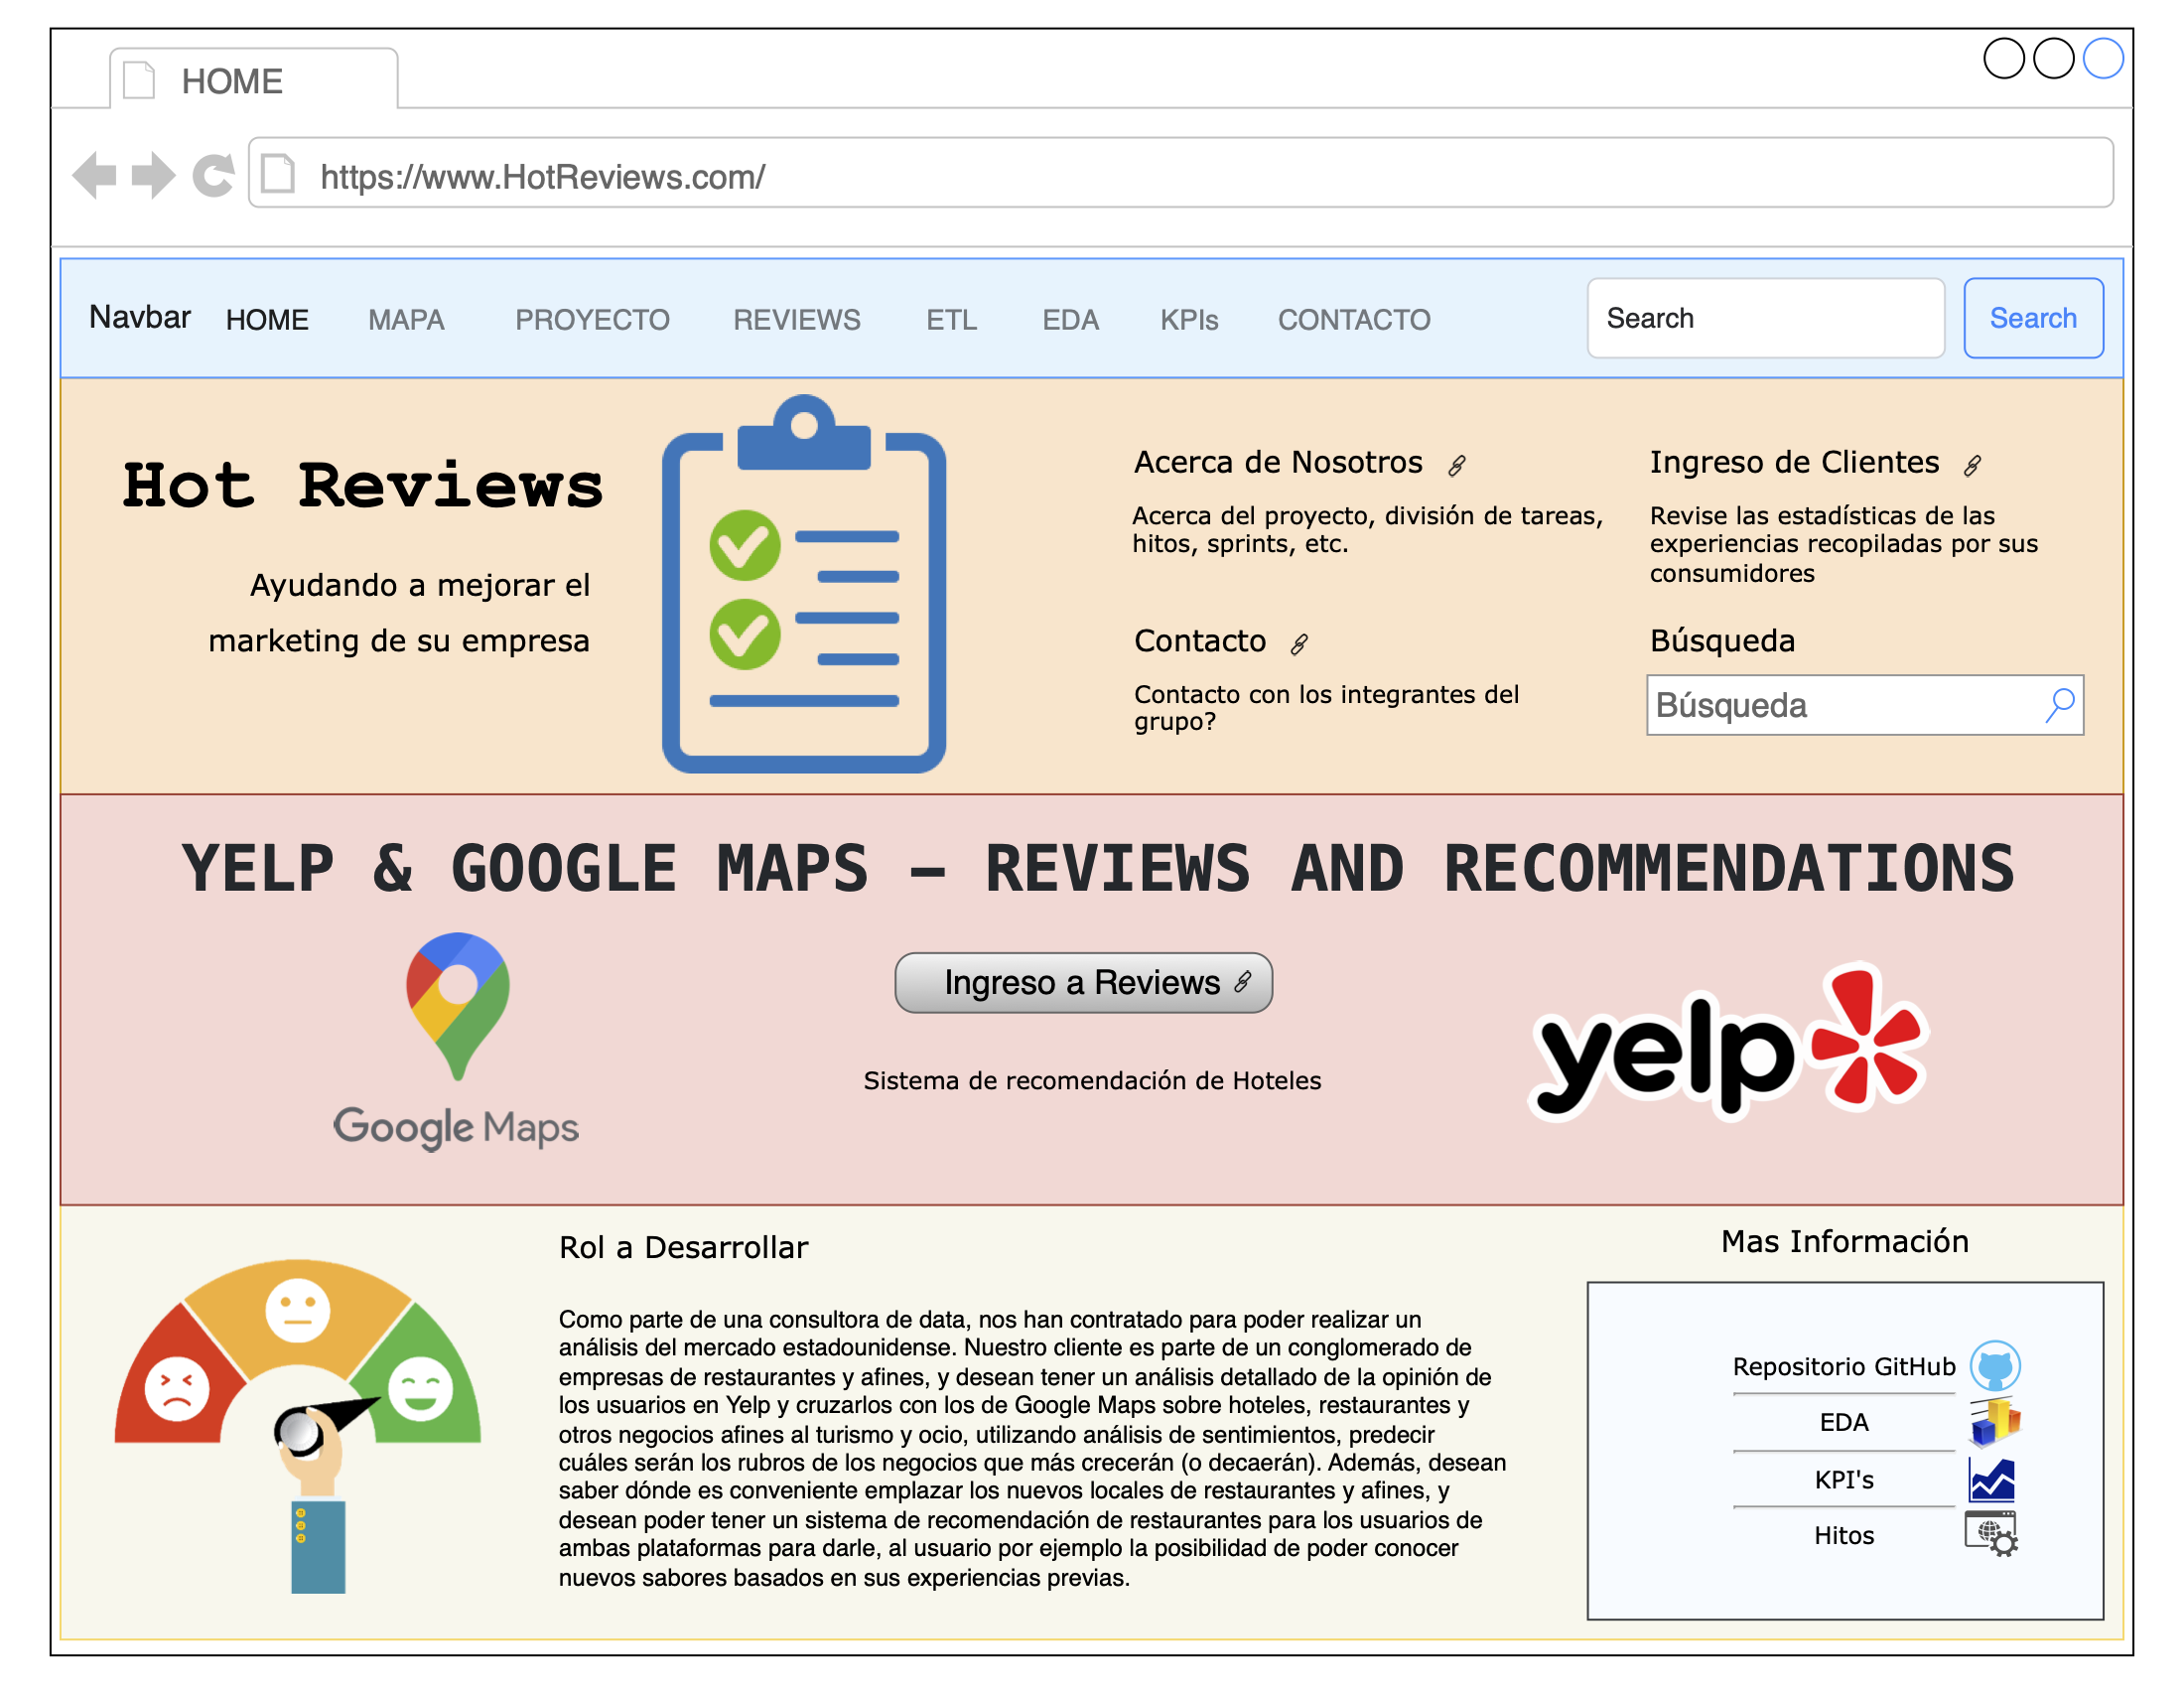 HOME
https://www.HotReviews.com/
Navbar HOME MAPA PROYECTO REVIEWS ETL EDA KPIs CONTACTO Search Search
Hot Reviews
Ayudando a mejorar el
marketing de su empresa
Acerca de Nosotros
Acerca del proyecto, división de tareas,
hitos, sprints, etc.
Ingreso de Clientes
Revise las estadísticas de las
experiencias recopiladas por sus
consumidores
Contacto
Contacto con los integrantes del
grupo?
Búsqueda
Búsqueda
YELP & GOOGLE MAPS – REVIEWS AND RECOMMENDATIONS
Google Maps
Ingreso a Reviews
Sistema de recomendación de Hoteles
yelp
Rol a Desarrollar
Como parte de una consultora de data, nos han contratado para poder realizar un
análisis del mercado estadounidense. Nuestro cliente es parte de un conglomerado de
empresas de restaurantes y afines, y desean tener un análisis detallado de la opinión de
los usuarios en Yelp y cruzarlos con los de Google Maps sobre hoteles, restaurantes y
otros negocios afines al turismo y ocio, utilizando análisis de sentimientos, predecir
cuáles serán los rubros de los negocios que más crecerán (o decaerán). Además, desean
saber dónde es conveniente emplazar los nuevos locales de restaurantes y afines, y
desean poder tener un sistema de recomendación de restaurantes para los usuarios de
ambas plataformas para darle, al usuario por ejemplo la posibilidad de poder conocer
nuevos sabores basados en sus experiencias previas.
Mas Información
Repositorio GitHub
EDA
KPI's
Hitos